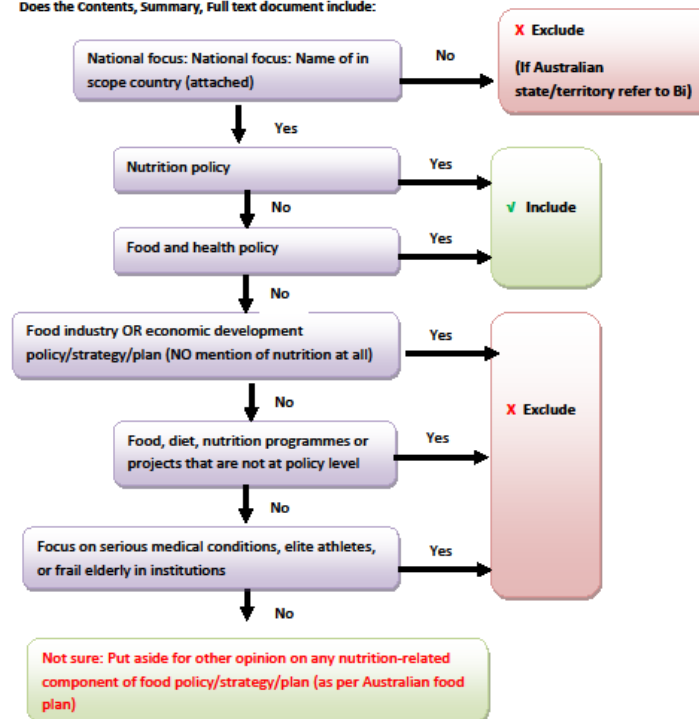 Does the Contents, Summary, Full text document include:
National focus: National focus: Name of in
scope country (attached)
No
X Exclude
(If Australian
state/territory refer to Bi)
Yes
Nutrition policy
Yes
No
√ Include
Food and health policy
Yes
No
Food industry OR economic development
policy/strategy/plan (NO mention of nutrition at all)
Yes
No
X Exclude
Food, diet, nutrition programmes or
projects that are not at policy level
Yes
No
Focus on serious medical conditions, elite athletes,
or frail elderly in institutions
Yes
No
Not sure: Put aside for other opinion on any nutrition-related
component of food policy/strategy/plan (as per Australian food
plan)